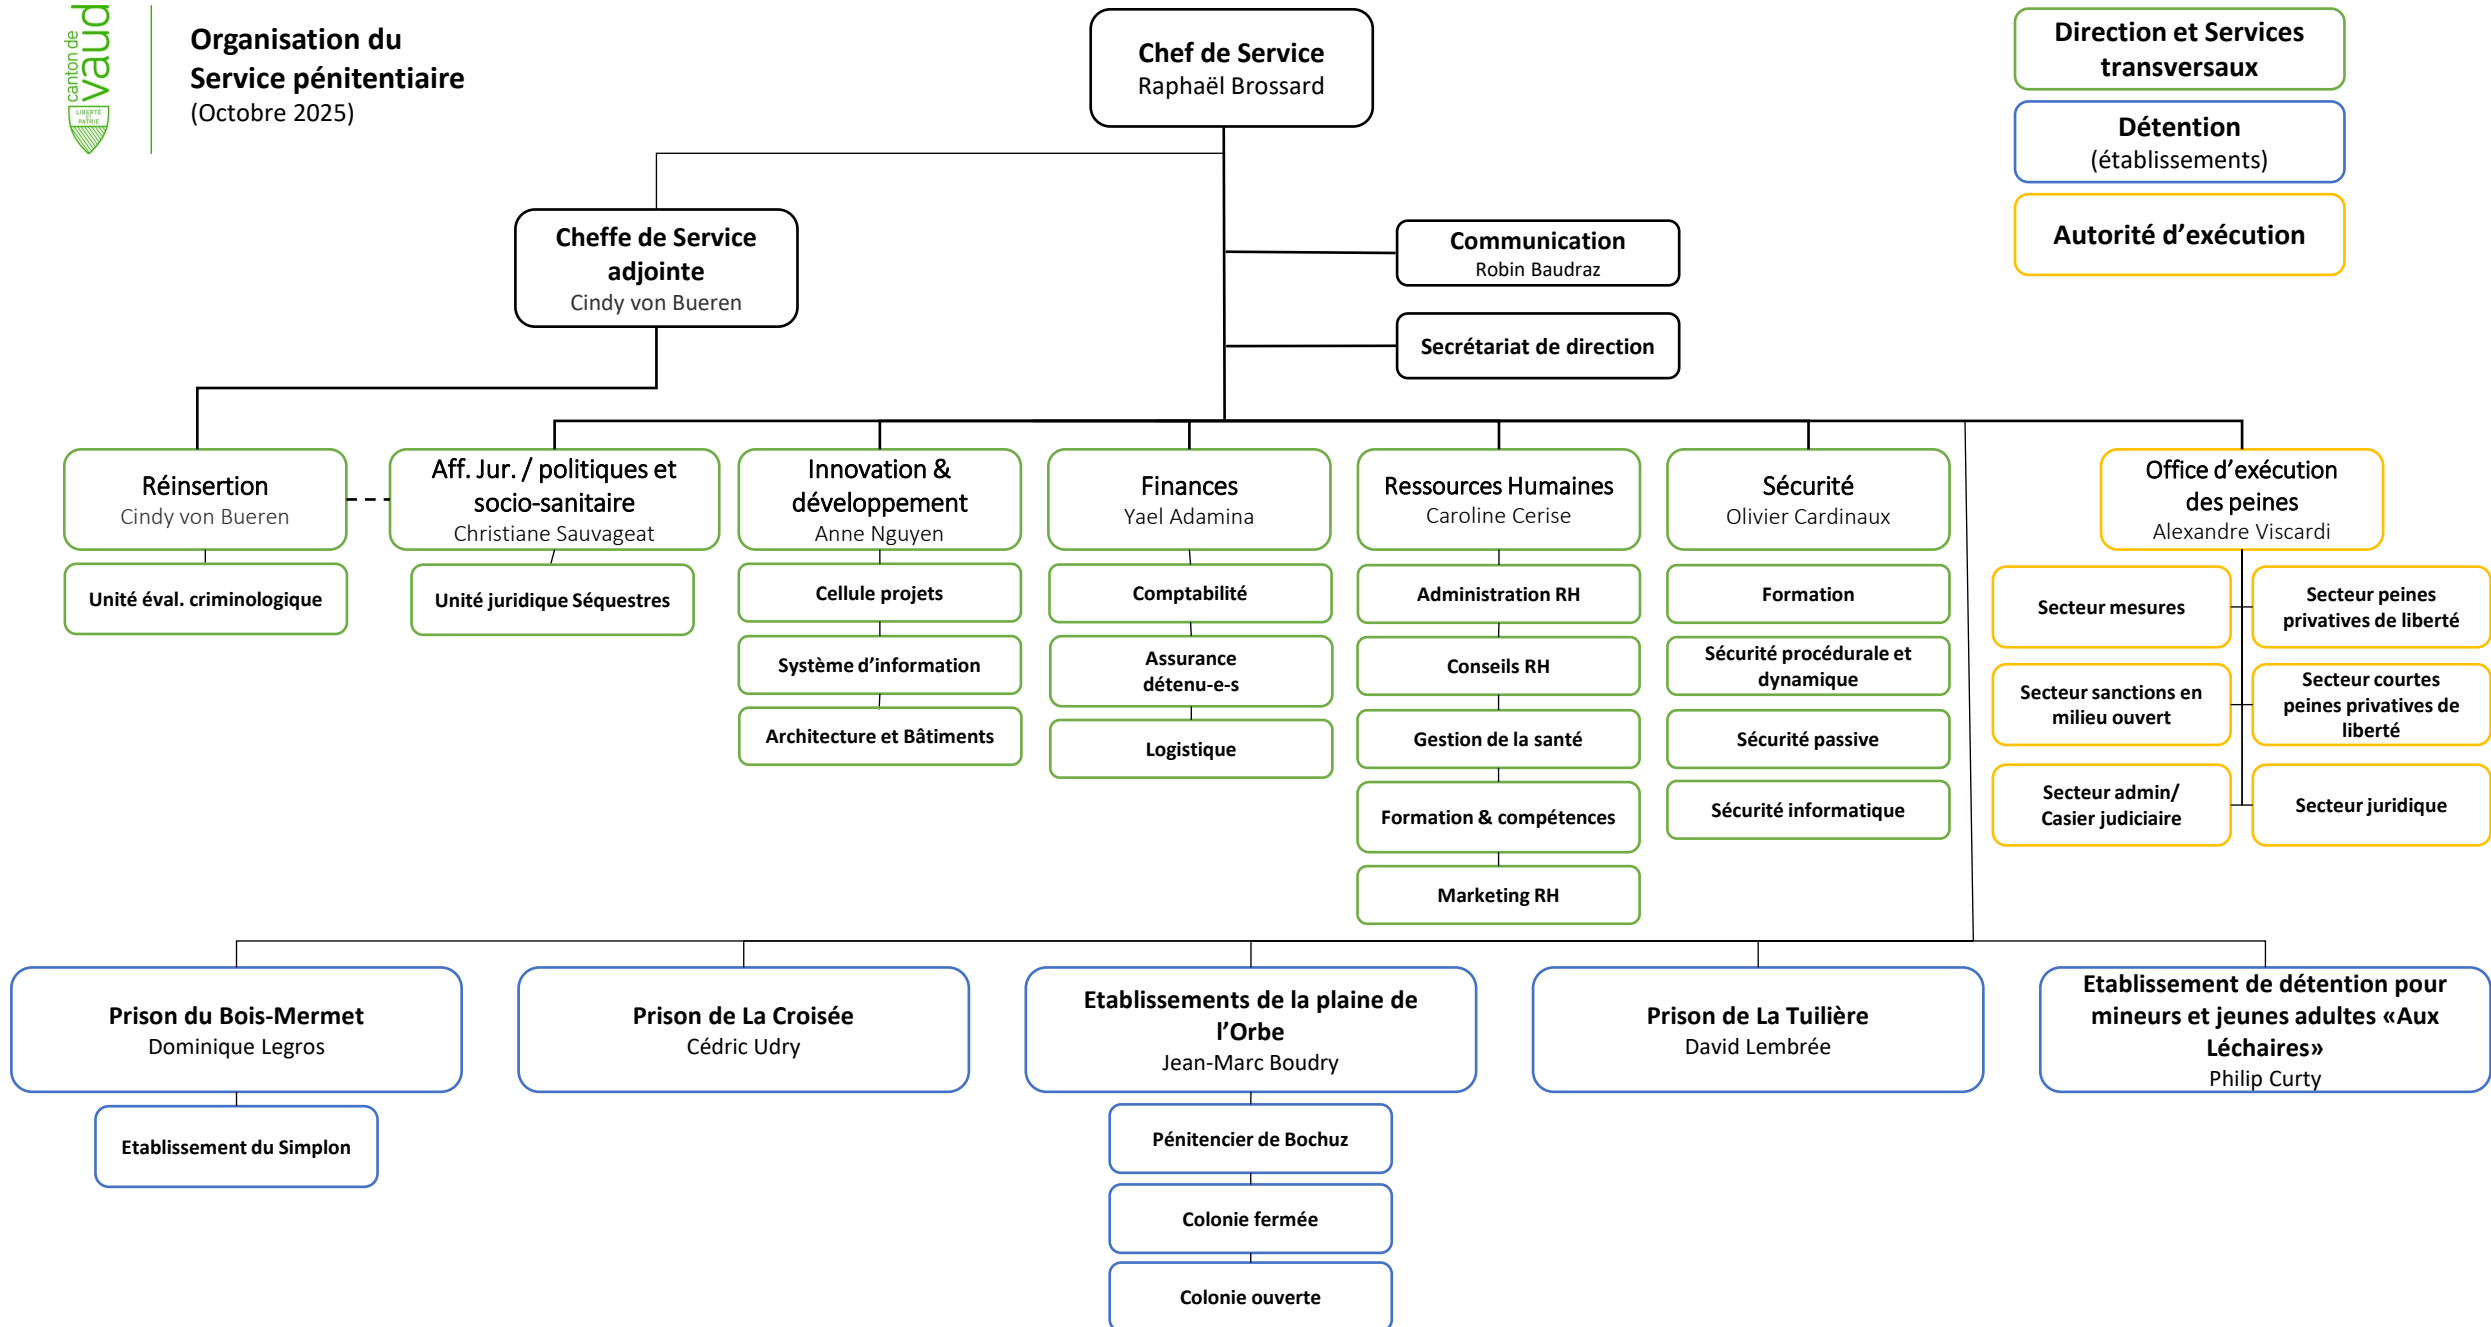 canton de
vaud
LIBERTÉ
ET
PATRIE
Organisation du
Service pénitentiaire
(Octobre 2025)
Chef de Service
Raphaël Brossard
Direction et Services
transversaux
Détention
(établissements)
Autorité d’exécution
Cheffe de Service
adjointe
Cindy von Bueren
Communication
Robin Baudraz
Secrétariat de direction
Réinsertion
Cindy von Bueren
Aff. Jur. / politiques et
socio-sanitaire
Christiane Sauvageat
Innovation &
développement
Anne Nguyen
Finances
Yael Adamina
Ressources Humaines
Caroline Cerise
Sécurité
Olivier Cardinaux
Office d’exécution
des peines
Alexandre Viscardi
Unité éval. criminologique
Unité juridique Séquestres
Cellule projets
Système d’information
Architecture et Bâtiments
Comptabilité
Assurance
détenu-e-s
Logistique
Administration RH
Conseils RH
Gestion de la santé
Formation & compétences
Marketing RH
Formation
Sécurité procédurale et
dynamique
Sécurité passive
Sécurité informatique
Secteur mesures
Secteur peines
privatives de liberté
Secteur sanctions en
milieu ouvert
Secteur courtes
peines privatives de
liberté
Secteur admin/
Casier judiciaire
Secteur juridique
Prison du Bois-Mermet
Dominique Legros
Prison de La Croisée
Cédric Udry
Etablissements de la plaine de
l’Orbe
Jean-Marc Boudry
Prison de La Tuilière
David Lembrée
Etablissement de détention pour
mineurs et jeunes adultes «Aux
Léchaires»
Philip Curty
Etablissement du Simplon
Pénitencier de Bochuz
Colonie fermée
Colonie ouverte